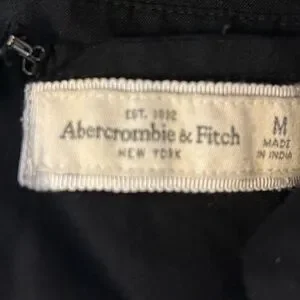 EST. 1892
Abercrombie & Fitch
NEW YORK
M
MADE
IN INDIA